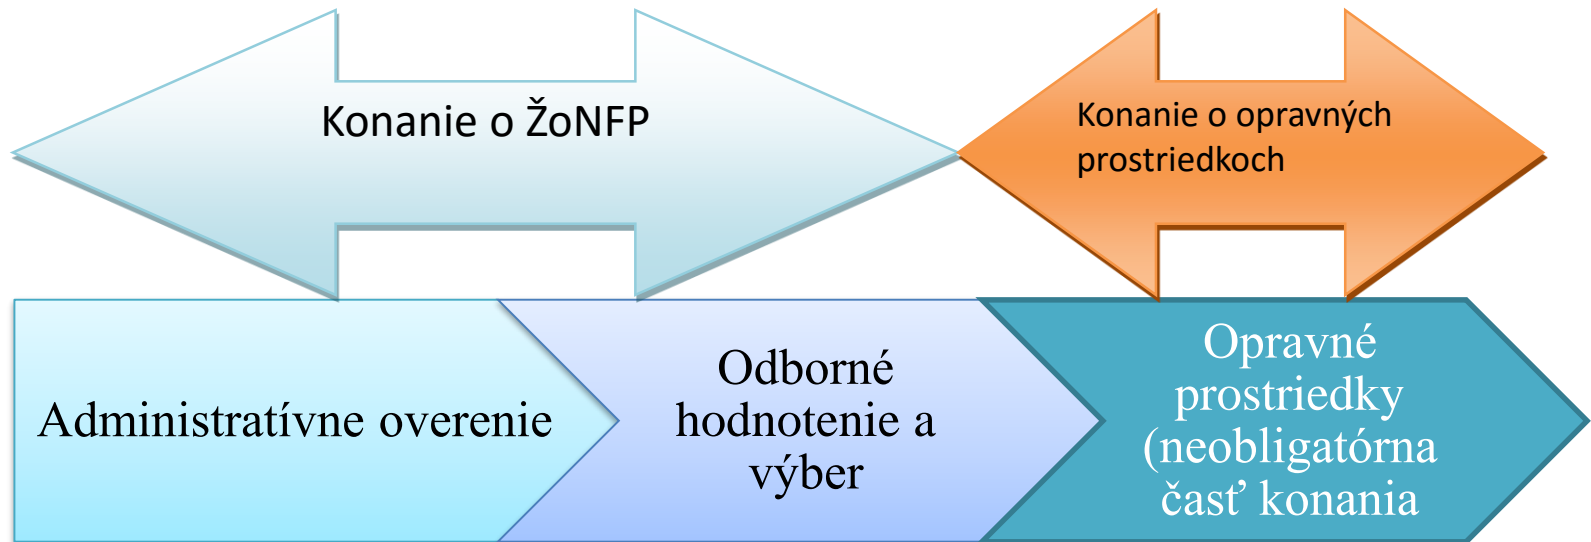 Konanie o ŽoNFP
Konanie o opravných
prostriedkoch
Administratívne overenie
Odborné
hodnotenie a
výber
Opravné
prostriedky
(neobligatórna
časť konania